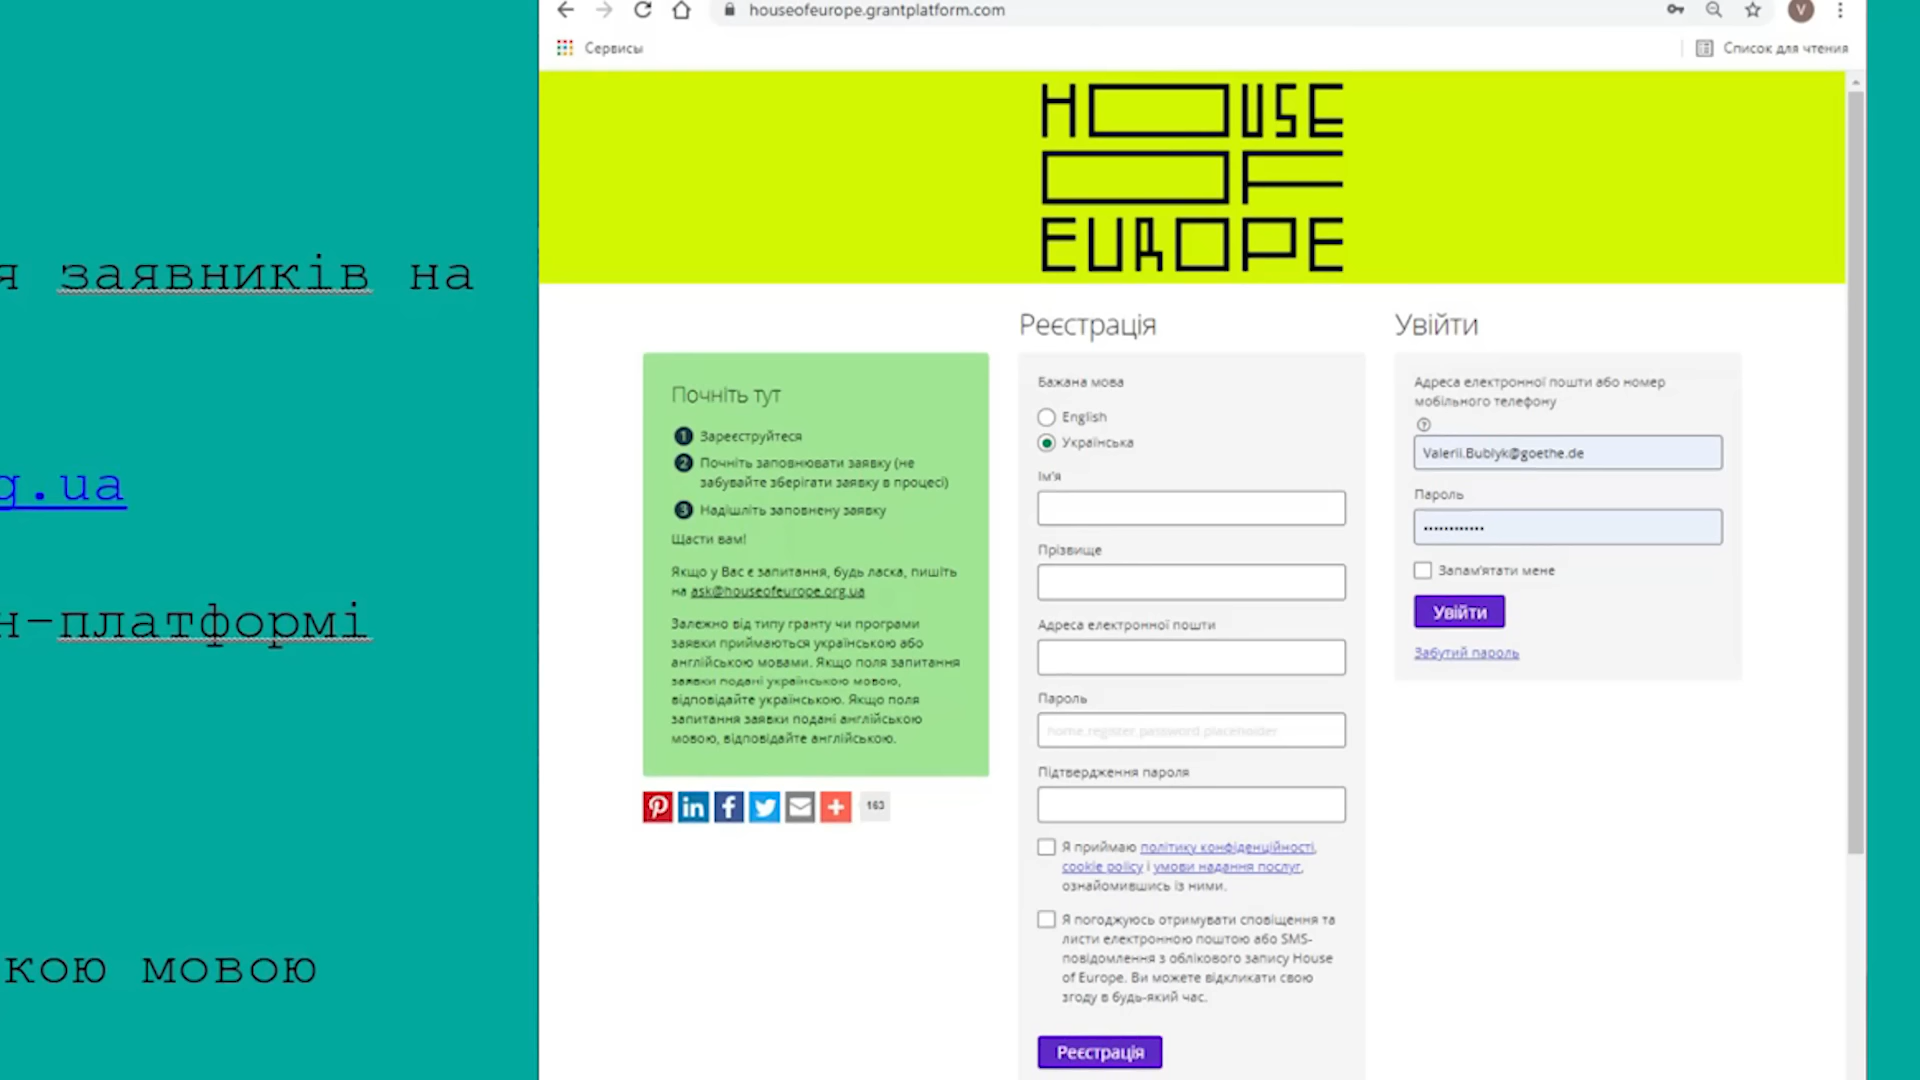 houseofeurope.grantplatform.com
V
Сервисы
Список для чтения
HOUSE
OF
EUROPE
я заявників на
g.ua
н-платформі
кою мовою
Почніть тут
1 Зареєструйтеся
2 Почніть заповнювати заявку (не
забувайте зберігати заявку в процесі)
3 Надішліть заповнену заявку
Щасти вам!
Якщо у Вас є запитання, будь ласка, пишіть
на ask@houseofeurope.org.ua
Залежно від типу гранту чи програми
заявки приймаються українською або
англійською мовами. Якщо поля запитання
заявки подані українською мовою,
відповідайте українською. Якщо поля
запитання заявки подані англійською
мовою, відповідайте англійською.
163
Реєстрація
Бажана мова
English
Українська
Ім'я
Прізвище
Адреса електронної пошти
Пароль
home.register.password.placeholder
Підтвердження пароля
Я приймаю політику конфіденційності,
cookie policy і умови надання послуг,
ознайомившись із ними.
Я погоджуюсь отримувати сповіщення та
листи електронною поштою або SMS-
повідомлення з облікового запису House
of Europe. Ви можете відкликати свою
згоду в будь-який час.
Реєстрація
Увійти
Адреса електронної пошти або номер
мобільного телефону
Valerii.Bublyk@goethe.de
Пароль
Запам'ятати мене
Увійти
Забутий пароль